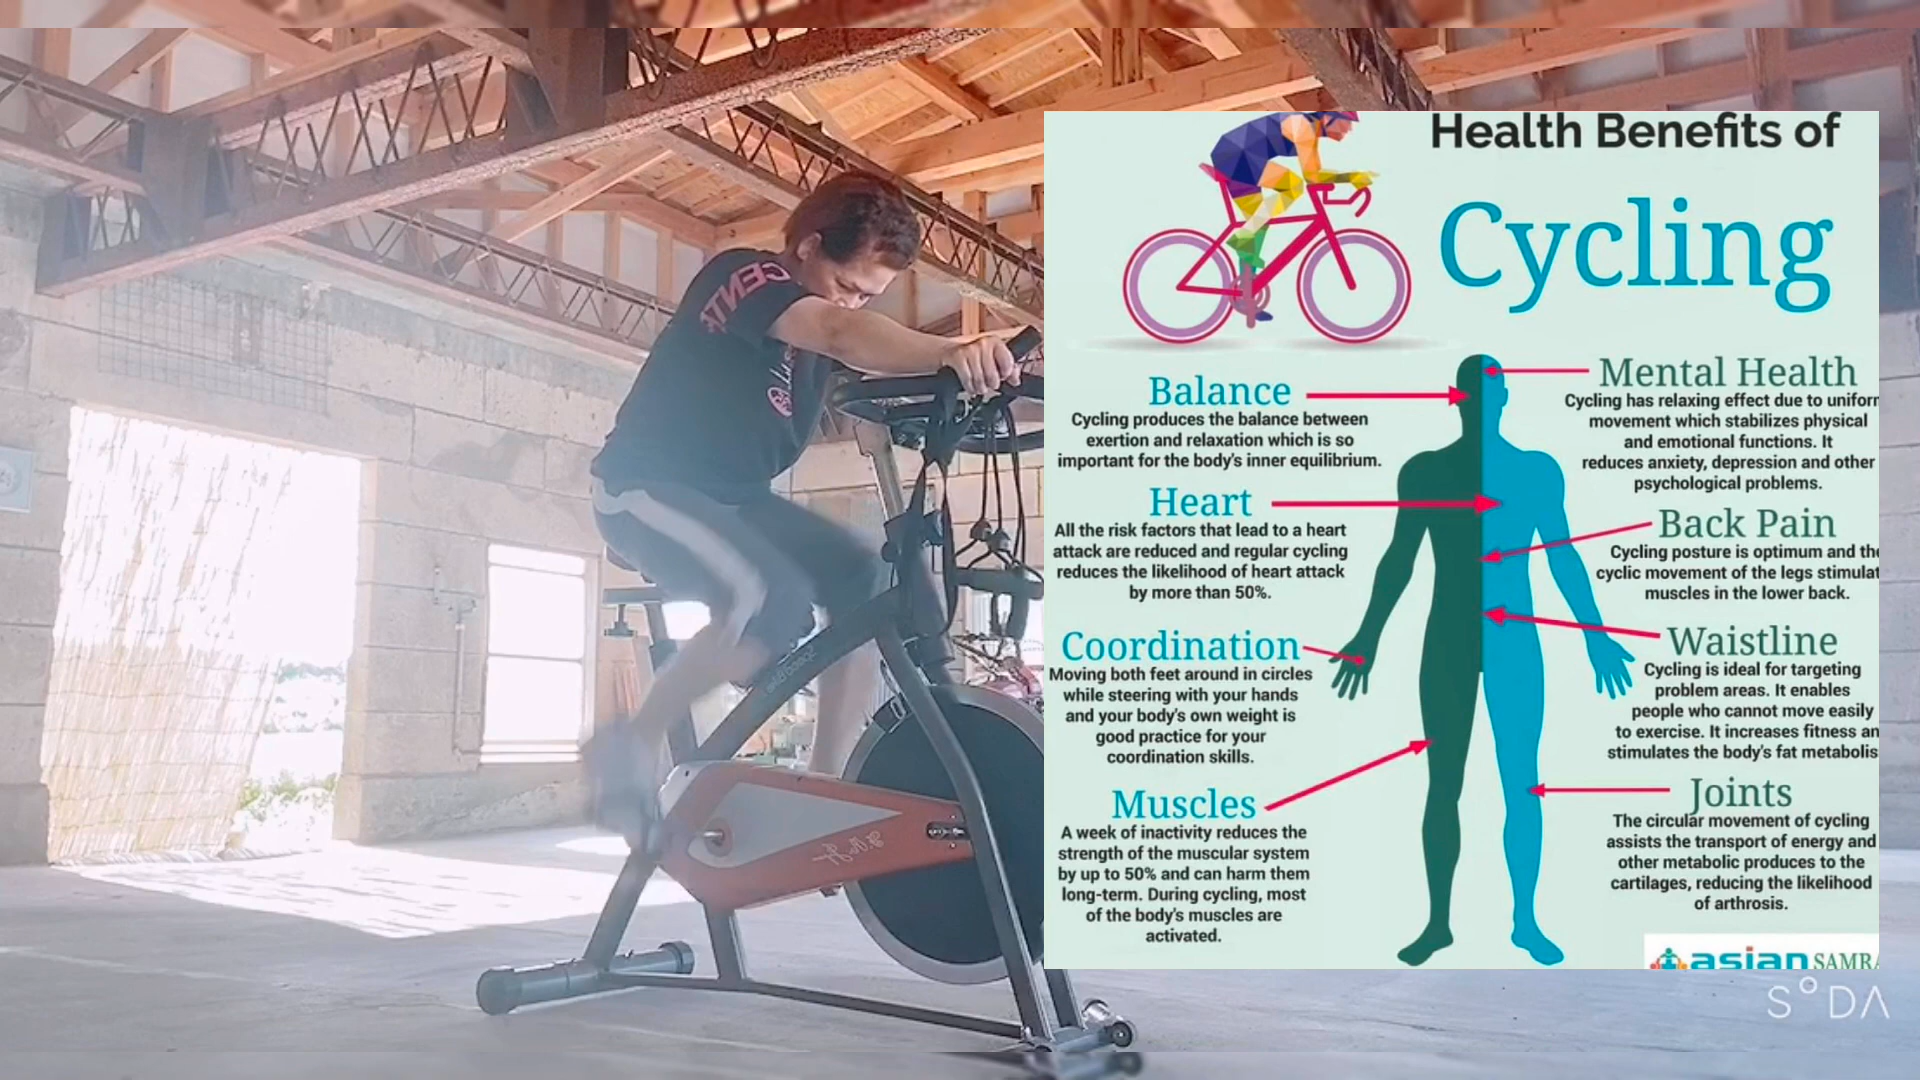 Health Benefits of
Cycling
Balance
Cycling produces the balance between
exertion and relaxation which is so
important for the body's inner equilibrium.
Heart
All the risk factors that lead to a heart
attack are reduced and regular cycling
reduces the likelihood of heart attack
by more than 50%.
Coordination
Moving both feet around in circles
while steering with your hands
and your body's own weight is
good practice for your
coordination skills.
Muscles
A week of inactivity reduces the
strength of the muscular system
by up to 50% and can harm them
long-term. During cycling, most
of the body's muscles are
activated.
Mental Health
Cycling has relaxing effect due to uniforr
movement which stabilizes physical
and emotional functions. It
reduces anxiety, depression and other
psychological problems.
Back Pain
Cycling posture is optimum and the
cyclic movement of the legs stimulat
muscles in the lower back.
Waistline
Cycling is ideal for targeting
problem areas. It enables
people who cannot move easily
to exercise. It increases fitness an
stimulates the body's fat metabolis
Joints
The circular movement of cycling
assists the transport of energy and
other metabolic produces to the
cartilages, reducing the likelihood
of arthrosis.
asian SAMRA
SODA